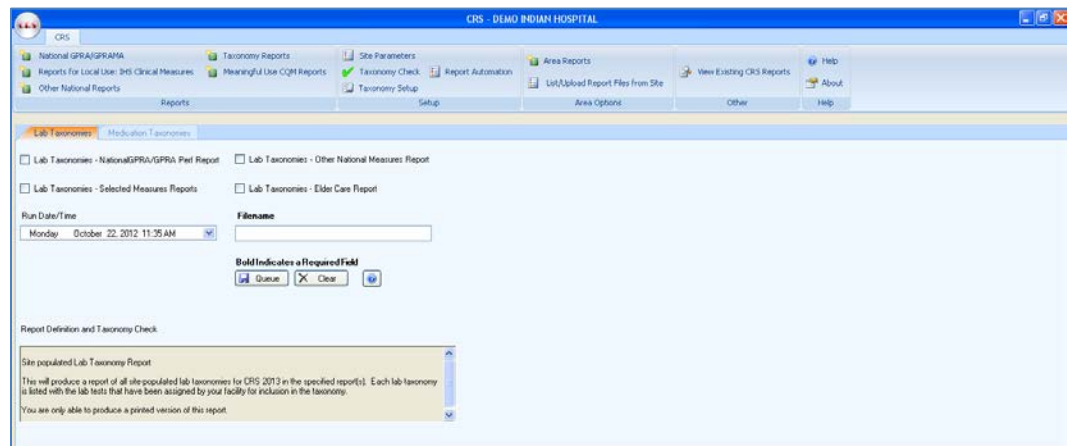 CRS - DEMO INDIAN HOSPITAL
CRS
National GPRA/GPRAMA
Reports for Local Use: IHS Clinical Measures
Other National Reports
Taxonomy Reports
Meaningful Use CQM Reports
Reports
Site Parameters
Taxonomy Check
Report Automation
Taxonomy Setup
Setup
Area Reports
List/Upload Report Files from Site
Area Options
View Existing CRS Reports
Other
Help
About
Help
Lab Taxonomies
Medication Taxonomies
Lab Taxonomies - NationalGPRA/GPRA Perf Report
Lab Taxonomies - Other National Measures Report
Lab Taxonomies - Selected Measures Reports
Lab Taxonomies - Elder Care Report
Run Date/Time
Filename
Monday October 22, 2012 11:35 AM
Bold Indicates a Required Field
Queue
Clear
Report Definition and Taxonomy Check
Site populated Lab Taxonomy Report
This will produce a report of all site-populated lab taxonomies for CRS 2013 in the specified report(s). Each lab taxonomy
is listed with the lab tests that have been assigned by your facility for inclusion in the taxonomy.
You are only able to produce a printed version of this report.